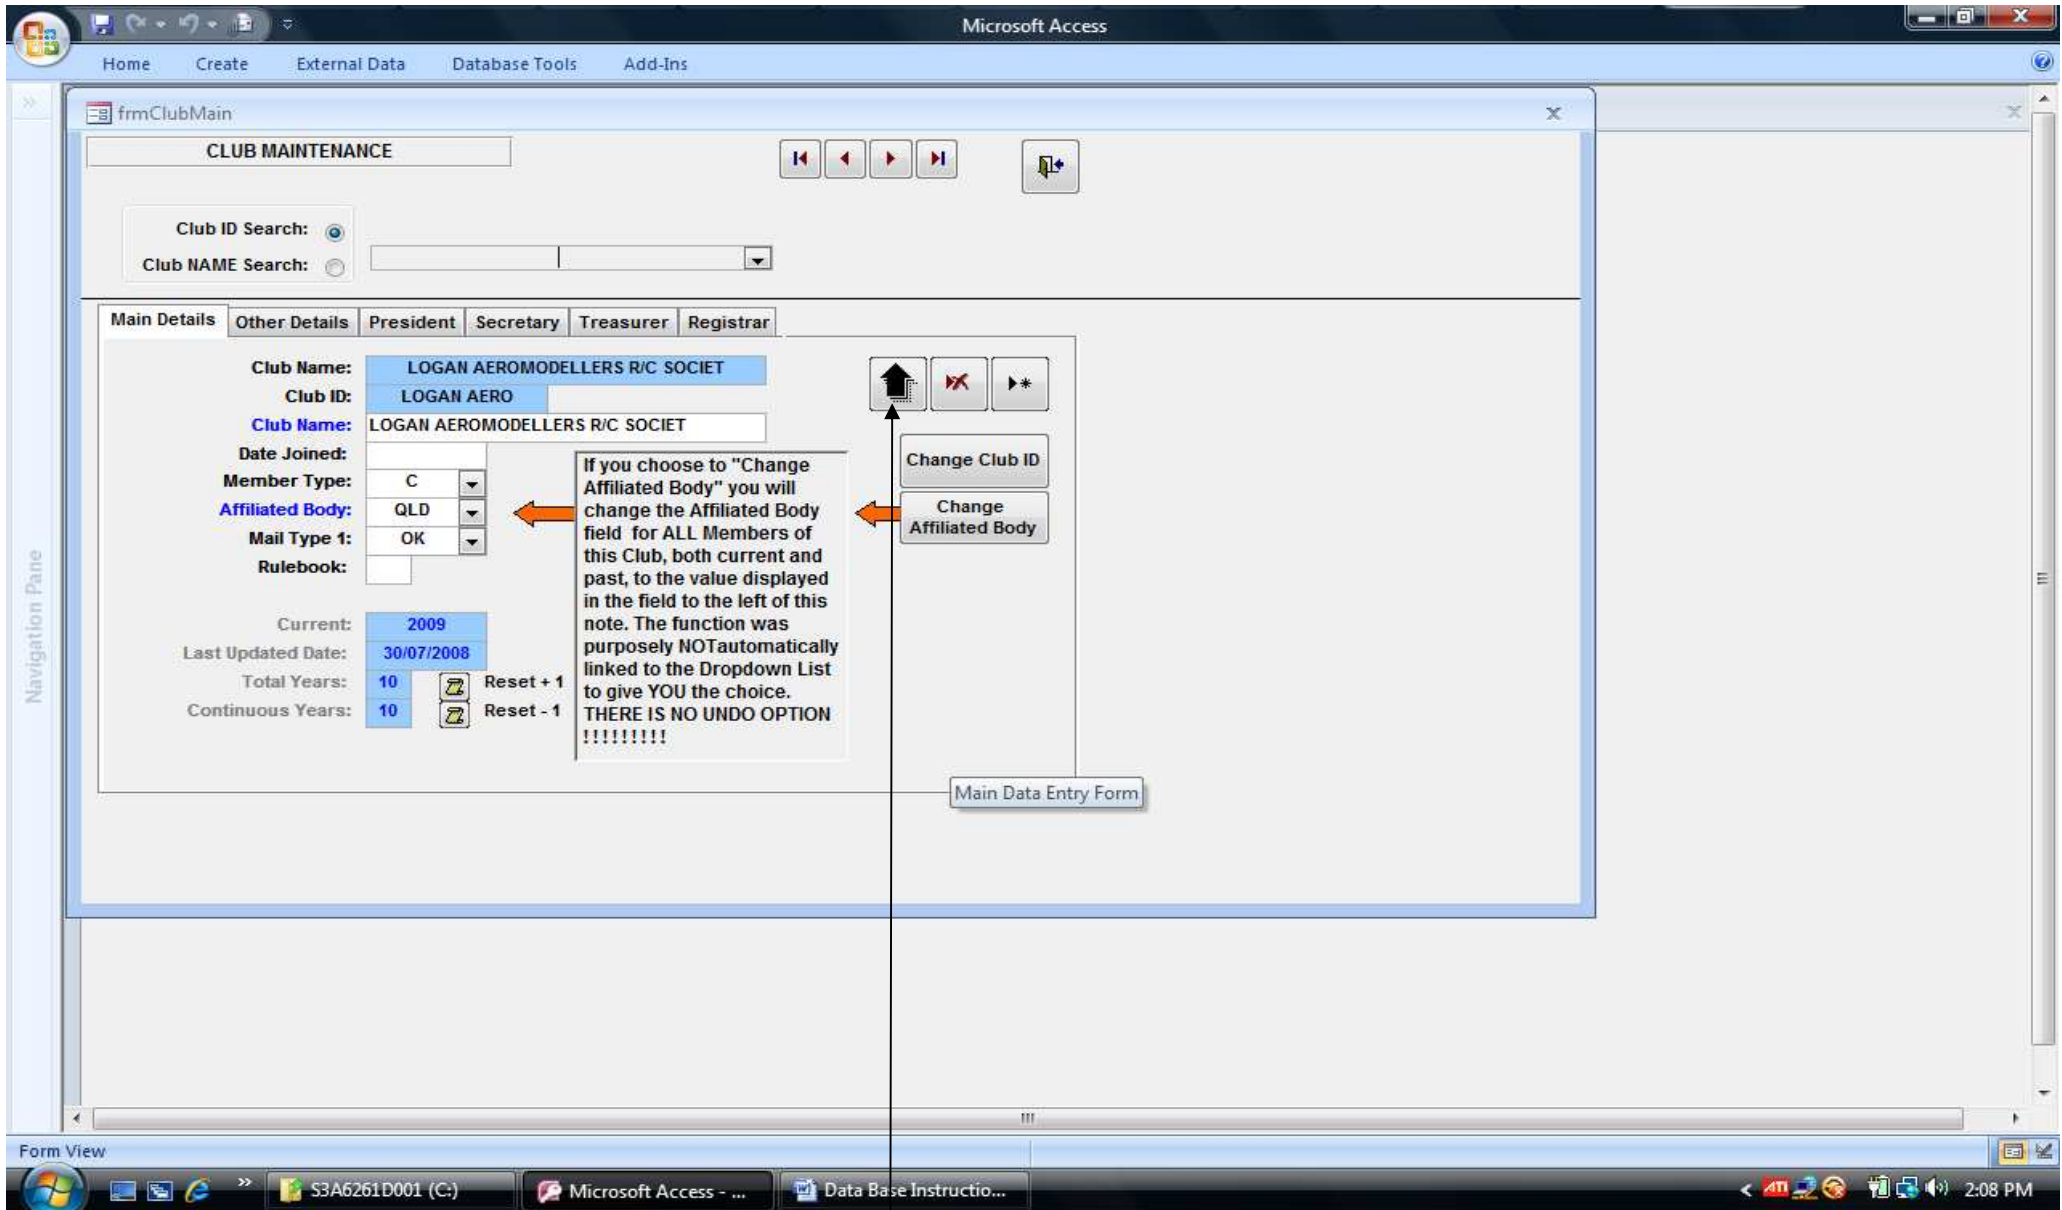 Microsoft Access
Home Create External Data Database Tools Add-Ins
frmClubMain
CLUB MAINTENANCE
Club ID Search:
Club NAME Search:
Main Details Other Details President Secretary Treasurer Registrar
Club Name: LOGAN AEROMODELLERS R/C SOCIET
Club ID: LOGAN AERO
Club Name: LOGAN AEROMODELLERS R/C SOCIET
Date Joined:
Member Type: C
Affiliated Body: QLD
Mail Type 1: OK
Rulebook:
Current: 2009
Last Updated Date: 30/07/2008
Total Years: 10 Reset + 1
Continuous Years: 10 Reset - 1
If you choose to "Change
Affiliated Body" you will
change the Affiliated Body
field for ALL Members of
this Club, both current and
past, to the value displayed
in the field to the left of this
note. The function was
purposely NOTautomatically
linked to the Dropdown List
to give YOU the choice.
THERE IS NO UNDO OPTION
!!!!!!!!!
Change Club ID
Change
Affiliated Body
Main Data Entry Form
Navigation Pane
Form View
S3A6261D001 (C:) Microsoft Access - ... Data Base Instructio... ATI 2:08 PM